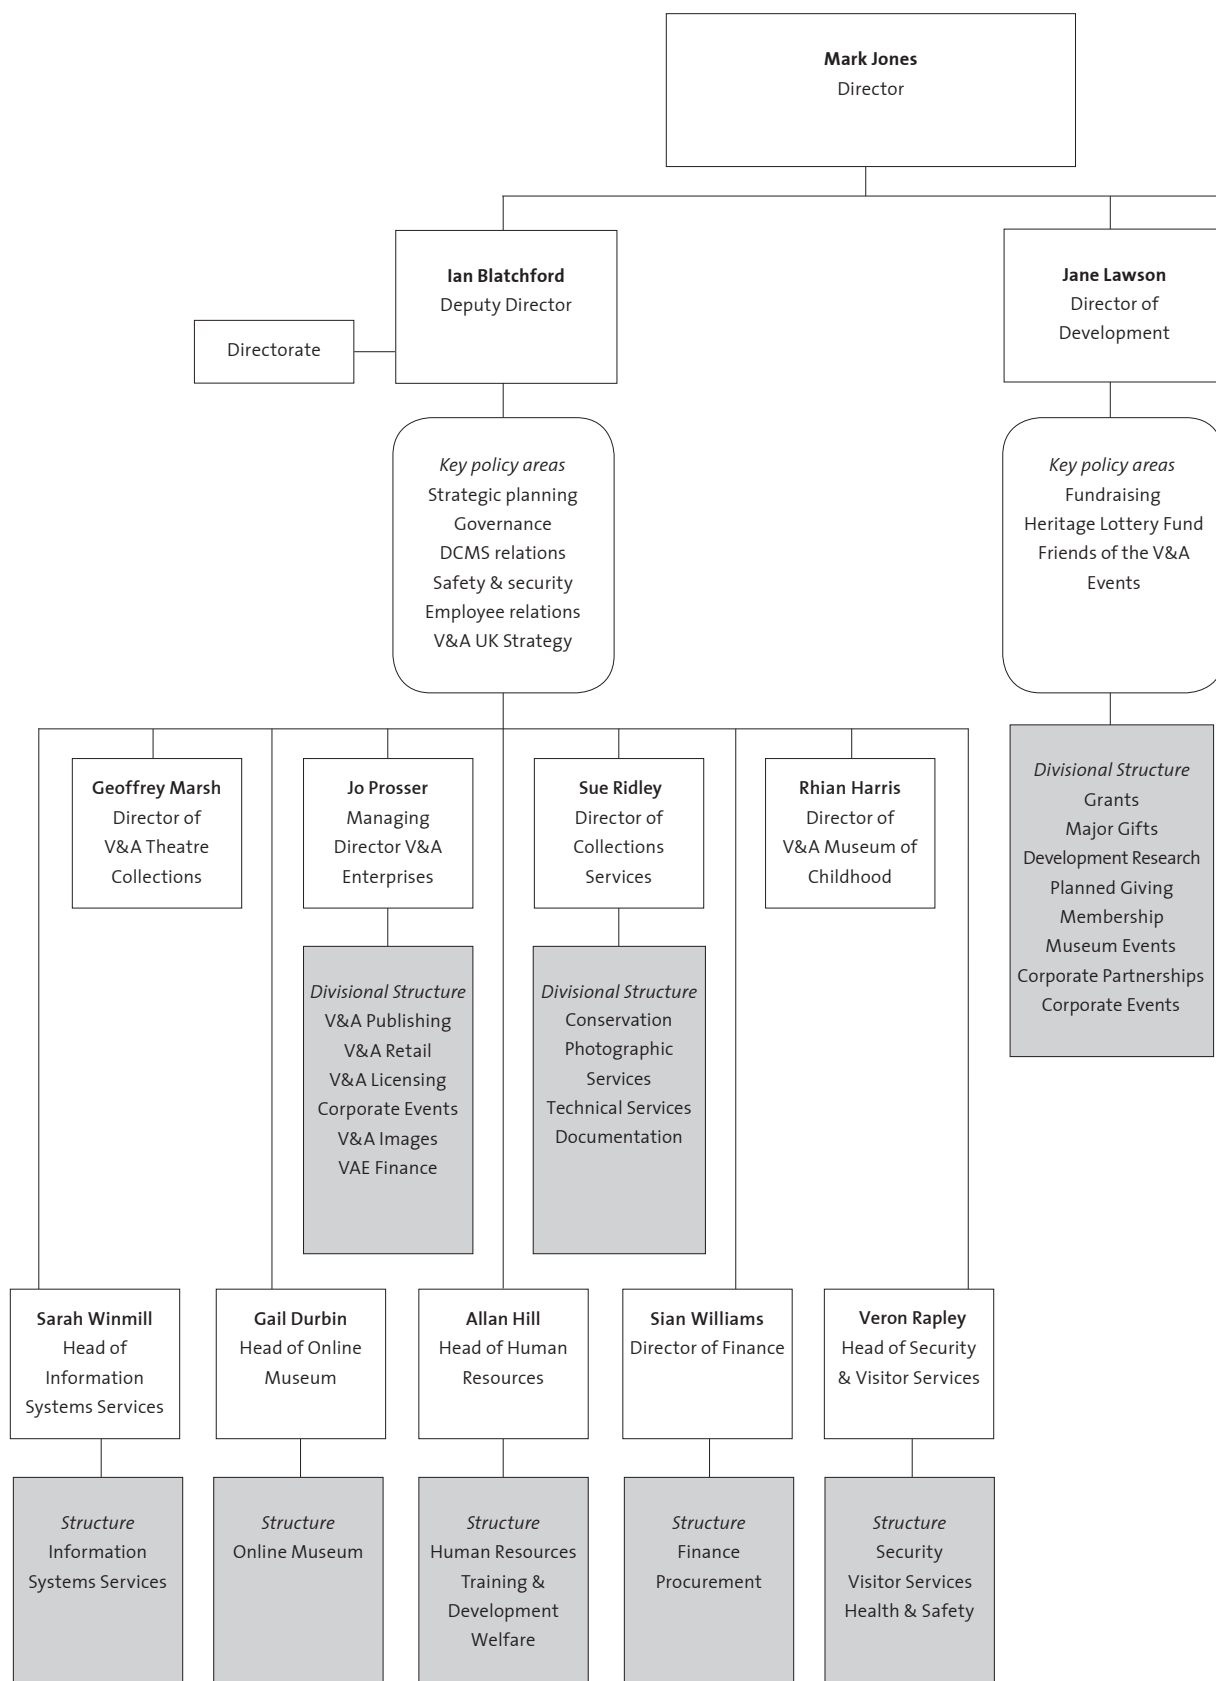 Mark Jones
Director
Ian Blatchford
Deputy Director
Directorate
Jane Lawson
Director of
Development
Key policy areas
Strategic planning
Governance
DCMS relations
Safety & security
Employee relations
V&A UK Strategy
Key policy areas
Fundraising
Heritage Lottery Fund
Friends of the V&A
Events
Geoffrey Marsh
Director of
V&A Theatre
Collections
Jo Prosser
Managing
Director V&A
Enterprises
Sue Ridley
Director of
Collections
Services
Rhian Harris
Director of
V&A Museum of
Childhood
Divisional Structure
Grants
Major Gifts
Development Research
Planned Giving
Membership
Museum Events
Corporate Partnerships
Corporate Events
Divisional Structure
V&A Publishing
V&A Retail
V&A Licensing
Corporate Events
V&A Images
VAE Finance
Divisional Structure
Conservation
Photographic
Services
Technical Services
Documentation
Sarah Winmill
Head of
Information
Systems Services
Gail Durbin
Head of Online
Museum
Allan Hill
Head of Human
Resources
Sian Williams
Director of Finance
Veron Rapley
Head of Security
& Visitor Services
Structure
Information
Systems Services
Structure
Online Museum
Structure
Human Resources
Training &
Development
Welfare
Structure
Finance
Procurement
Structure
Security
Visitor Services
Health & Safety